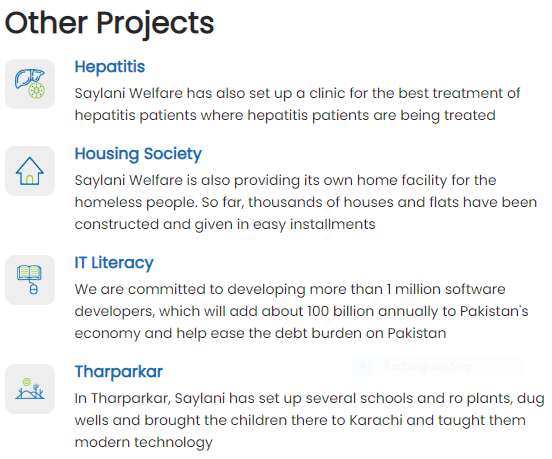 Other Projects
Hepatitis
Saylani Welfare has also set up a clinic for the best treatment of
hepatitis patients where hepatitis patients are being treated
Housing Society
Saylani Welfare is also providing its own home facility for the
homeless people. So far, thousands of houses and flats have been
constructed and given in easy installments
IT Literacy
We are committed to developing more than 1 million software
developers, which will add about 100 billion annually to Pakistan's
economy and help ease the debt burden on Pakistan
Rectangular Snip
Tharparkar
In Tharparkar, Saylani has set up several schools and ro plants, dug
wells and brought the children there to Karachi and taught them
modern technology